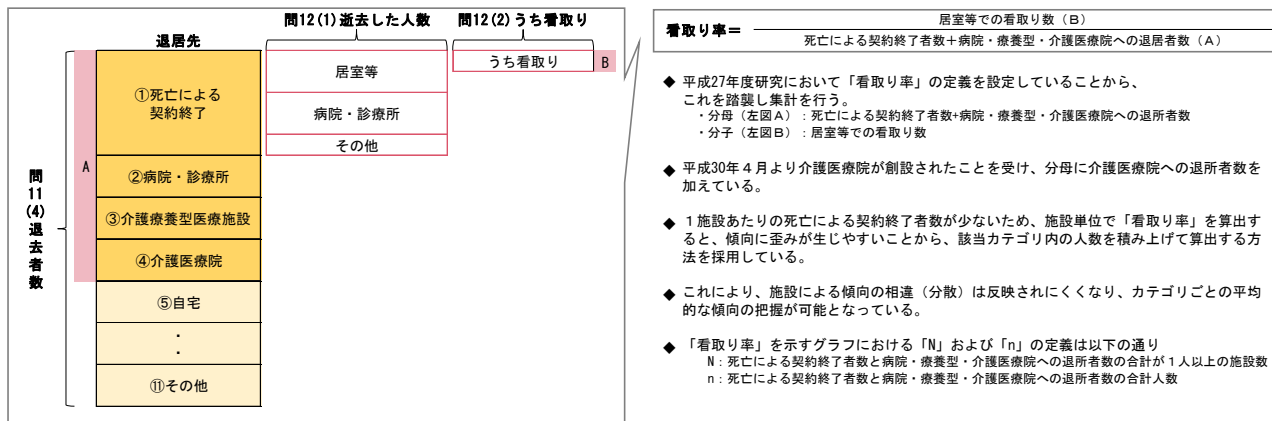 問12(1)逝去した人数
問12(2)うち看取り
退居先
居室等
うち看取り
B
①死亡による
契約終了
病院・診療所
その他
A
②病院・診療所
③介護療養型医療施設
④介護医療院
⑤自宅
・
・
⑪その他
問11(4)退去者数
看取り率＝
居室等での看取り数（B）
死亡による契約終了者数＋病院・療養型・介護医療院への退居者数（A）
◆ 平成27年度研究において「看取り率」の定義を設定していることから、
これを踏襲し集計を行う。
・分母（左図A）：死亡による契約終了者数+病院・療養型・介護医療院への退所者数
・分子（左図B）：居室等での看取り数
◆ 平成30年４月より介護医療院が創設されたことを受け、分母に介護医療院への退所者数を
加えている。
◆ １施設あたりの死亡による契約終了者数が少ないため、施設単位で「看取り率」を算出す
ると、傾向に歪みが生じやすいことから、該当カテゴリ内の人数を積み上げて算出する方
法を採用している。
◆ これにより、施設による傾向の相違（分散）は反映されにくくなり、カテゴリごとの平均
的な傾向の把握が可能となっている。
◆ 「看取り率」を示すグラフにおける「N」および「n」の定義は以下の通り
N：死亡による契約終了者数と病院・療養型・介護医療院への退所者数の合計が１人以上の施設数
n：死亡による契約終了者数と病院・療養型・介護医療院への退所者数の合計人数